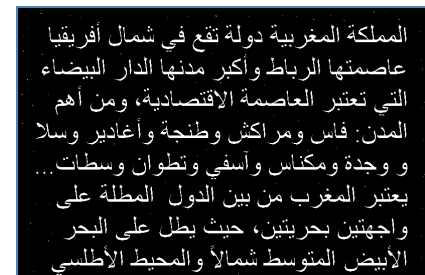 المملكة المغربية دولة تقع في شمال أفريقيا
عاصمتها الرباط وأكبر مدنها الدار البيضاء
التي تعتبر العاصمة الاقتصادية، ومن أهم
المدن: فاس ومراكش وطنجة وأغادير وسلا
و وجدة ومكناس وآسفي وتطوان وسطات...
يعتبر المغرب من بين الدول المطلة على
واجهتين بحريتين، حيث يطل على البحر
الأبيض المتوسط شمالاً والمحيط الأطلسي